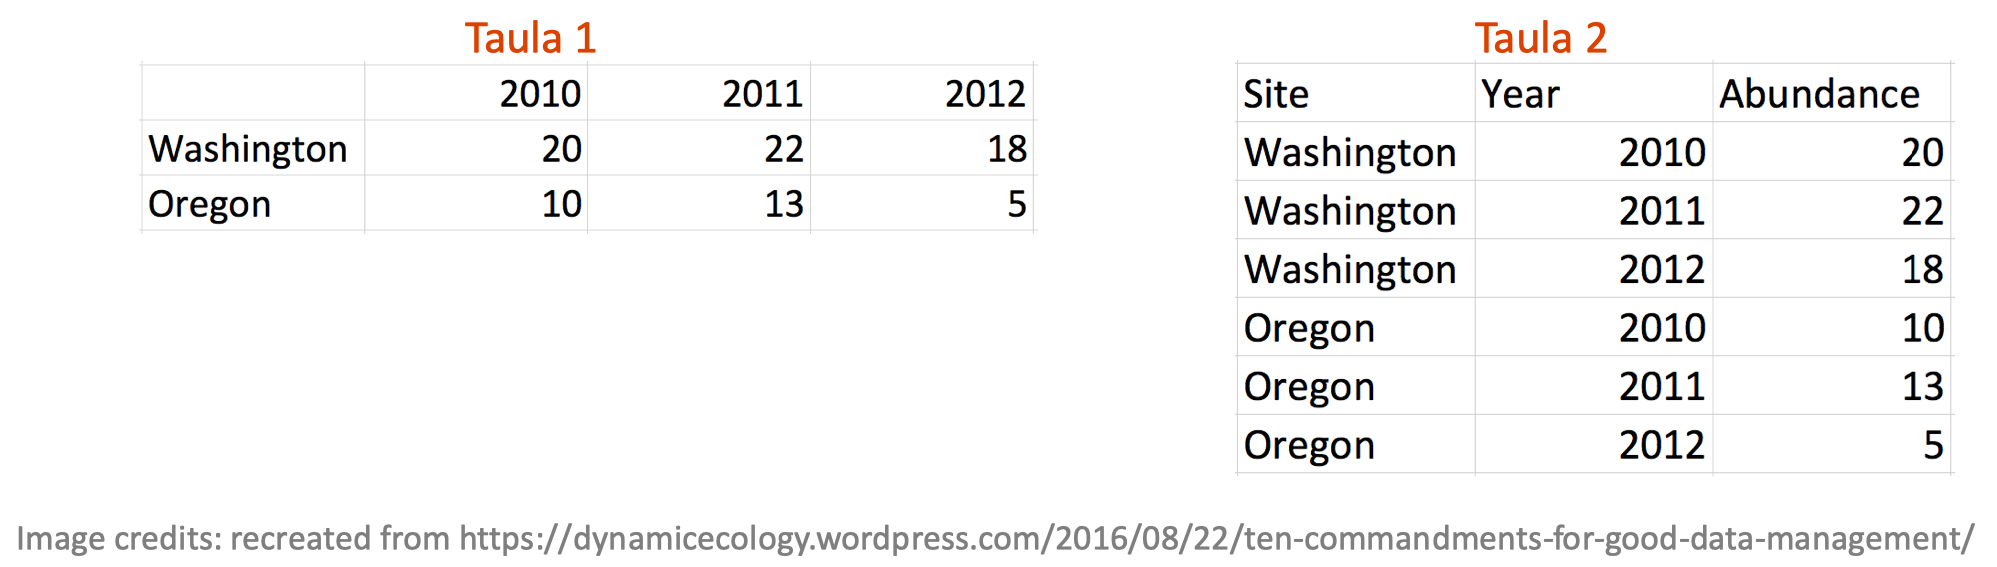 Taula 1
2010 2011 2012
Washington 20 22 18
Oregon 10 13 5
Taula 2
Site Year Abundance
Washington 2010 20
Washington 2011 22
Washington 2012 18
Oregon 2010 10
Oregon 2011 13
Oregon 2012 5
Image credits: recreated from https://dynamicecology.wordpress.com/2016/08/22/ten-commandments-for-good-data-management/